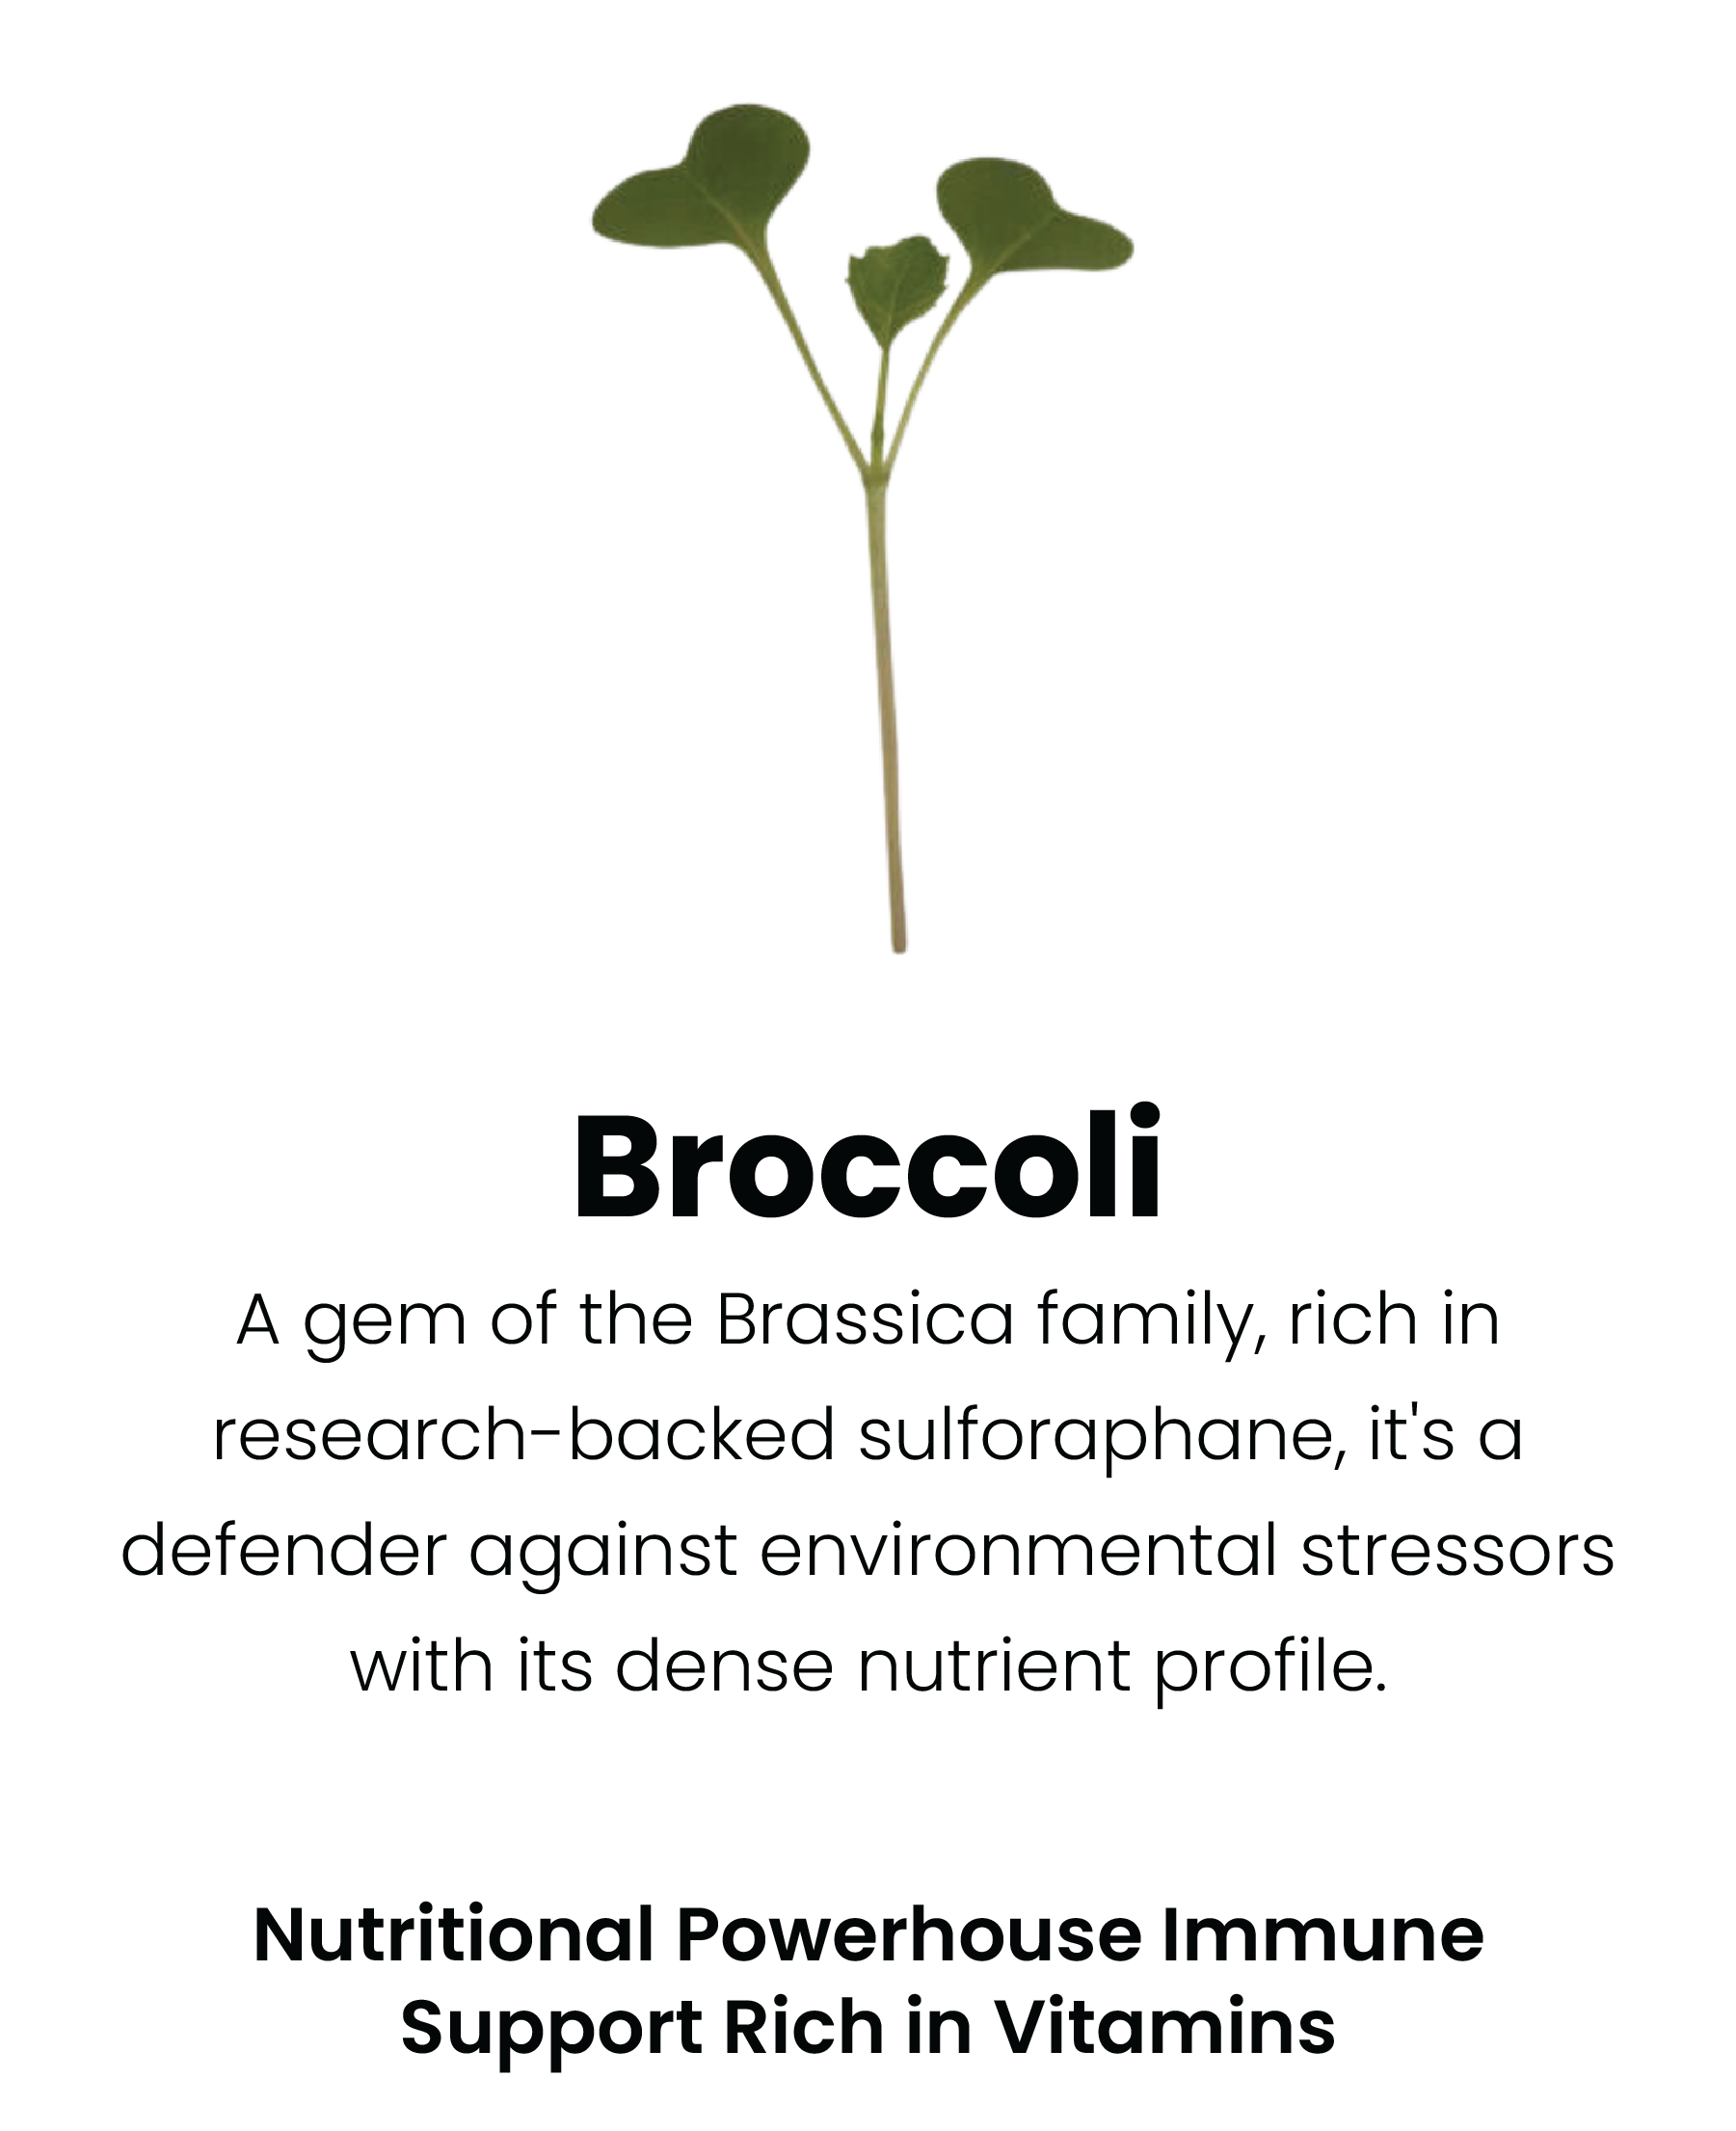 Broccoli
A gem of the Brassica family, rich in
research-backed sulforaphane, it's a
defender against environmental stressors
with its dense nutrient profile.
Nutritional Powerhouse Immune
Support Rich in Vitamins